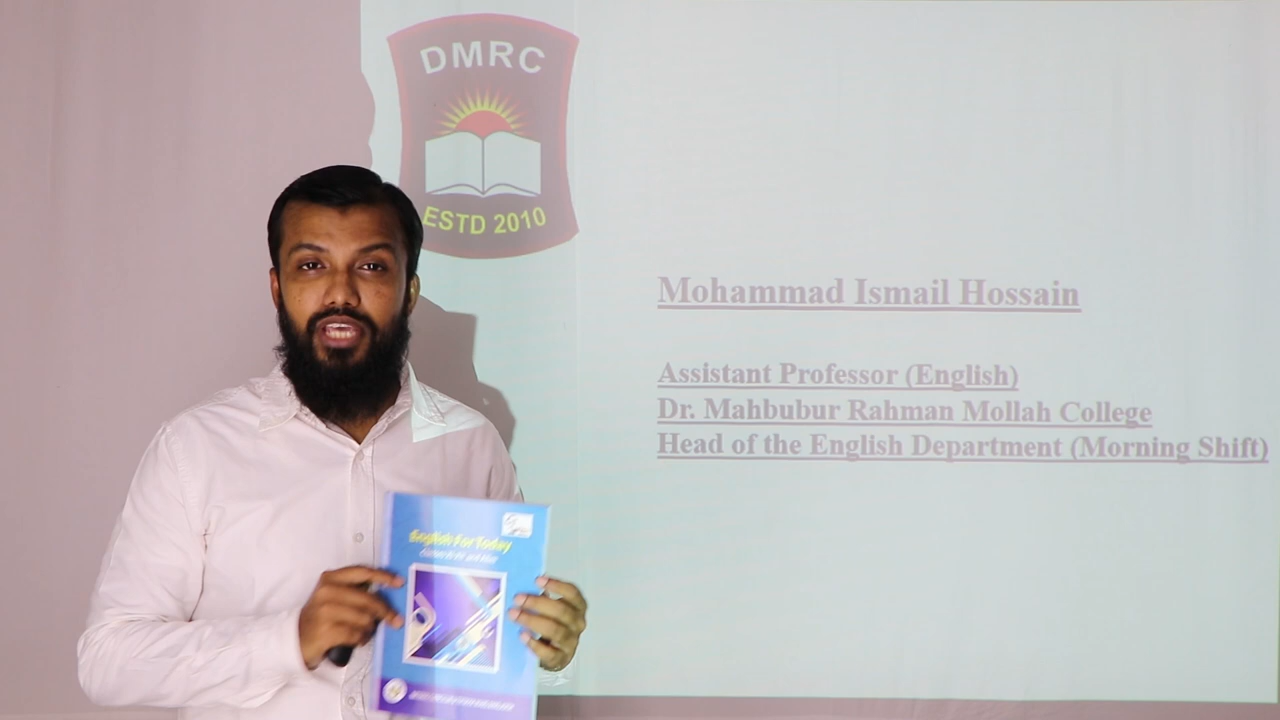 DMRC
ESTD 2010
Mohammad Ismail Hossain
Assistant Professor (English)
Dr. Mahbubur Rahman Mollah College
Head of the English Department (Morning Shift)
English For Today